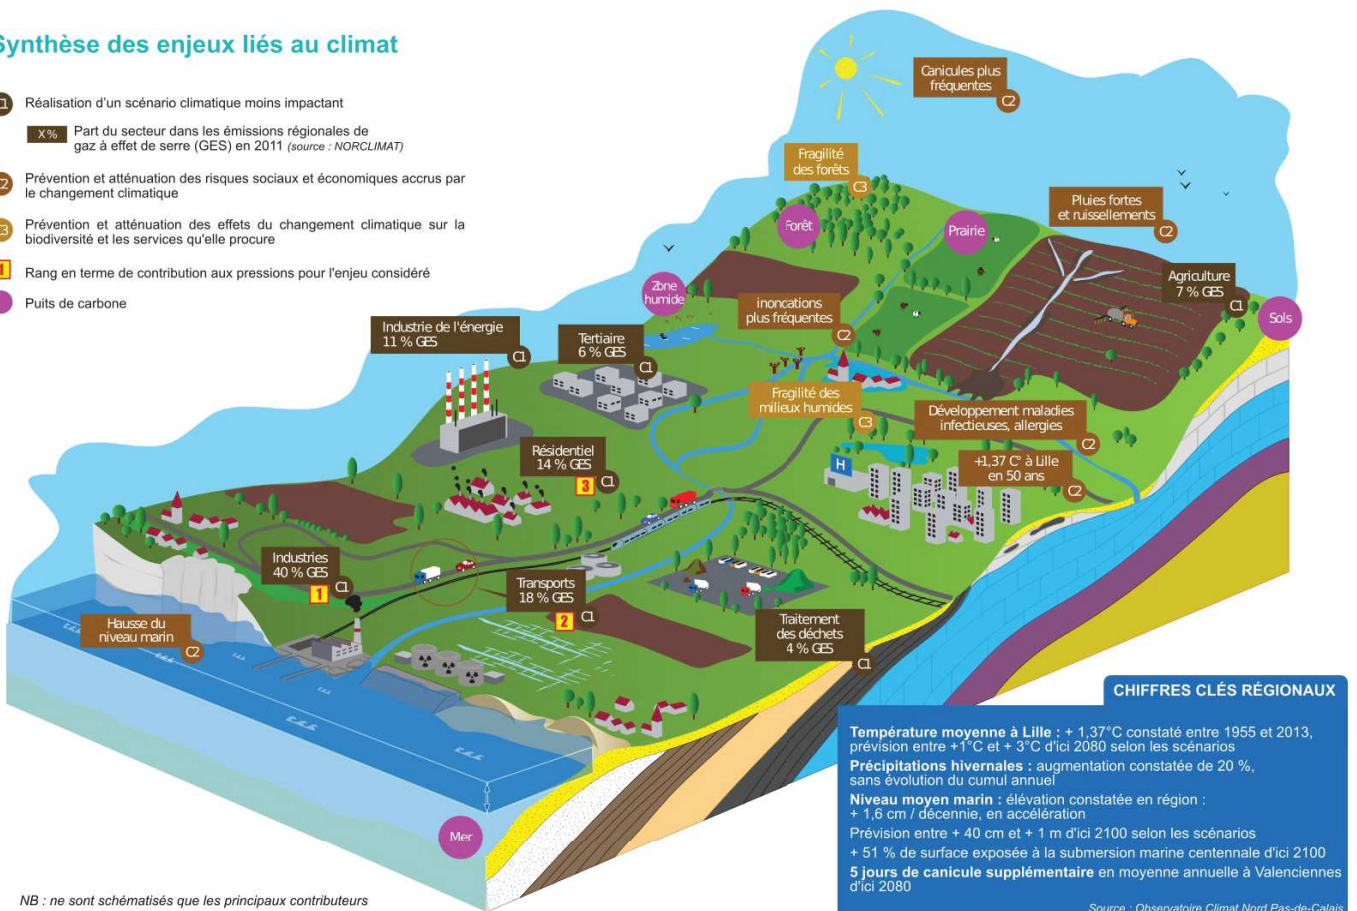 Synthèse des enjeux liés au climat
C1 Réalisation d'un scénario climatique moins impactant
X % Part du secteur dans les émissions régionales de
gaz à effet de serre (GES) en 2011 (source : NORCLIMAT)
C2 Prévention et atténuation des risques sociaux et économiques accrus par
le changement climatique
C3 Prévention et atténuation des effets du changement climatique sur la
biodiversité et les services qu'elle procure
1 Rang en terme de contribution aux pressions pour l'enjeu considéré
Puits de carbone
Canicules plus
fréquentes
C2
Fragilité
des forêts
C3
Forêt
Prairie
Pluies fortes
et ruissellements
C2
Agriculture
7 % GES
C1
Sols
Zone
humide
inoncations
plus fréquentes
C2
Industrie de l'énergie
11 % GES
C1
Tertiaire
6 % GES
C1
Fragilité des
milieux humides
C3
Développement maladies
infectieuses, allergies
C2
Résidentiel
14 % GES
3 C1
H
+1,37 C° à Lille
en 50 ans
C2
Industries
40 % GES
1 C1
Transports
18 % GES
2 C1
Hausse du
niveau marin
C2
Traitement
des déchets
4 % GES
C1
Mer
CHIFFRES CLÉS RÉGIONAUX
Température moyenne à Lille : + 1,37°C constaté entre 1955 et 2013,
prévision entre +1°C et + 3°C d'ici 2080 selon les scénarios
Précipitations hivernales : augmentation constatée de 20 %,
sans évolution du cumul annuel
Niveau moyen marin : élévation constatée en région :
+ 1,6 cm / décennie, en accélération
Prévision entre + 40 cm et + 1 m d'ici 2100 selon les scénarios
+ 51 % de surface exposée à la submersion marine centennale d'ici 2100
5 jours de canicule supplémentaire en moyenne annuelle à Valenciennes
d'ici 2080
Source : Observatoire Climat Nord Pas-de-Calais
NB : ne sont schématisés que les principaux contributeurs